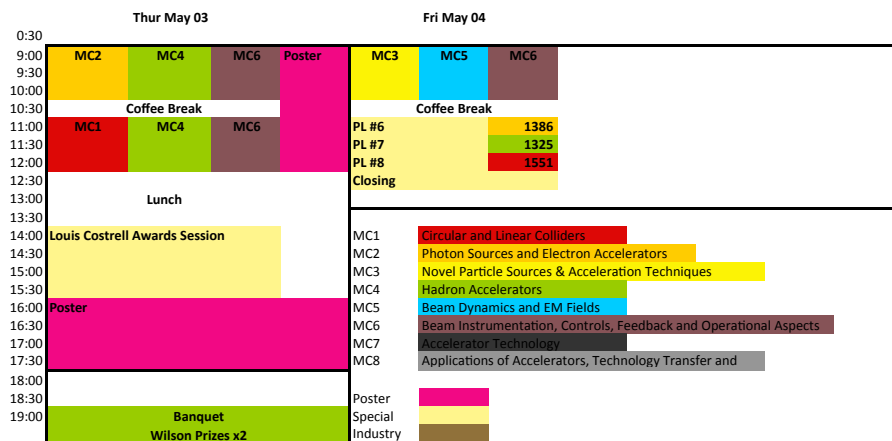 Thur May 03 Fri May 04
0:30
9:00 MC2 MC4 MC6 Poster MC3 MC5 MC6
9:30
10:00
10:30 Coffee Break Coffee Break
11:00 MC1 MC4 MC6 PL #6 1386
11:30 PL #7 1325
12:00 PL #8 1551
12:30 Closing
13:00 Lunch
13:30
14:00 Louis Costrell Awards Session MC1 Circular and Linear Colliders
14:30 MC2 Photon Sources and Electron Accelerators
15:00 MC3 Novel Particle Sources & Acceleration Techniques
15:30 MC4 Hadron Accelerators
16:00 Poster MC5 Beam Dynamics and EM Fields
16:30 MC6 Beam Instrumentation, Controls, Feedback and Operational Aspects
17:00 MC7 Accelerator Technology
17:30 MC8 Applications of Accelerators, Technology Transfer and
18:00
18:30 Poster
19:00 Banquet Special
Wilson Prizes x2 Industry